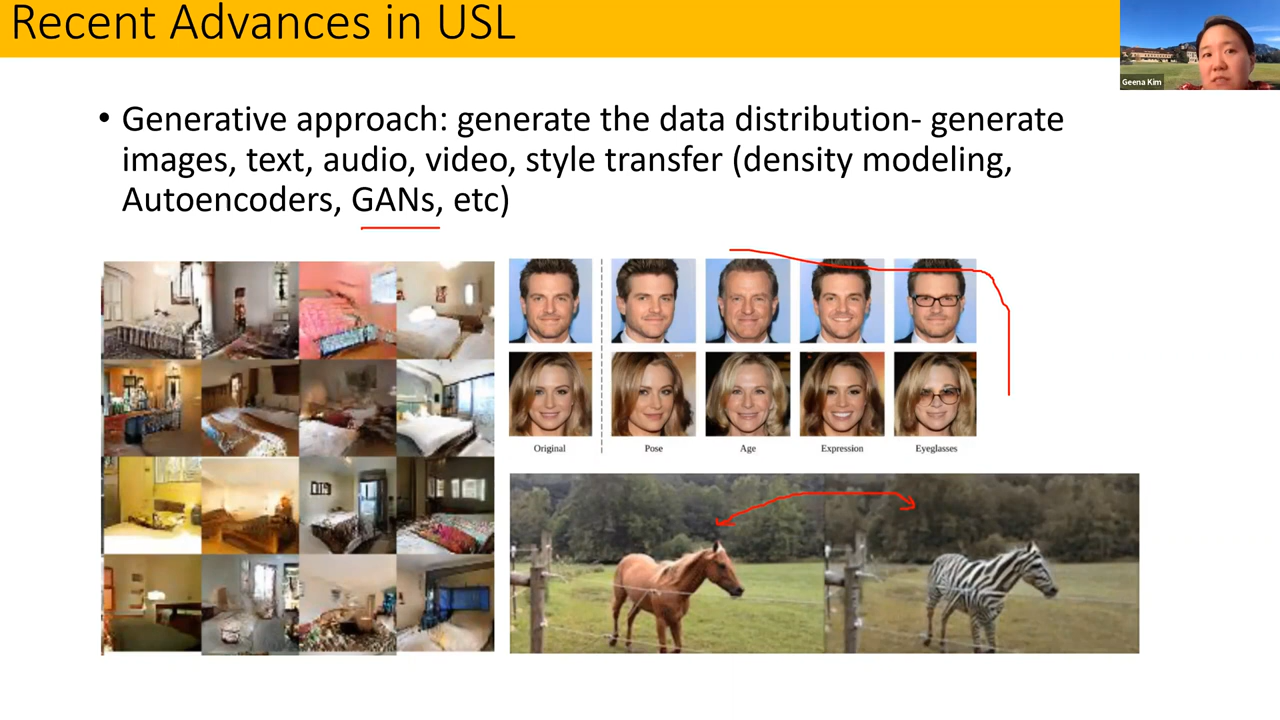 Recent Advances in USL
Geena Kim
• Generative approach: generate the data distribution- generate
images, text, audio, video, style transfer (density modeling,
Autoencoders, GANs, etc)
Original Pose Age Expression Eyeglasses